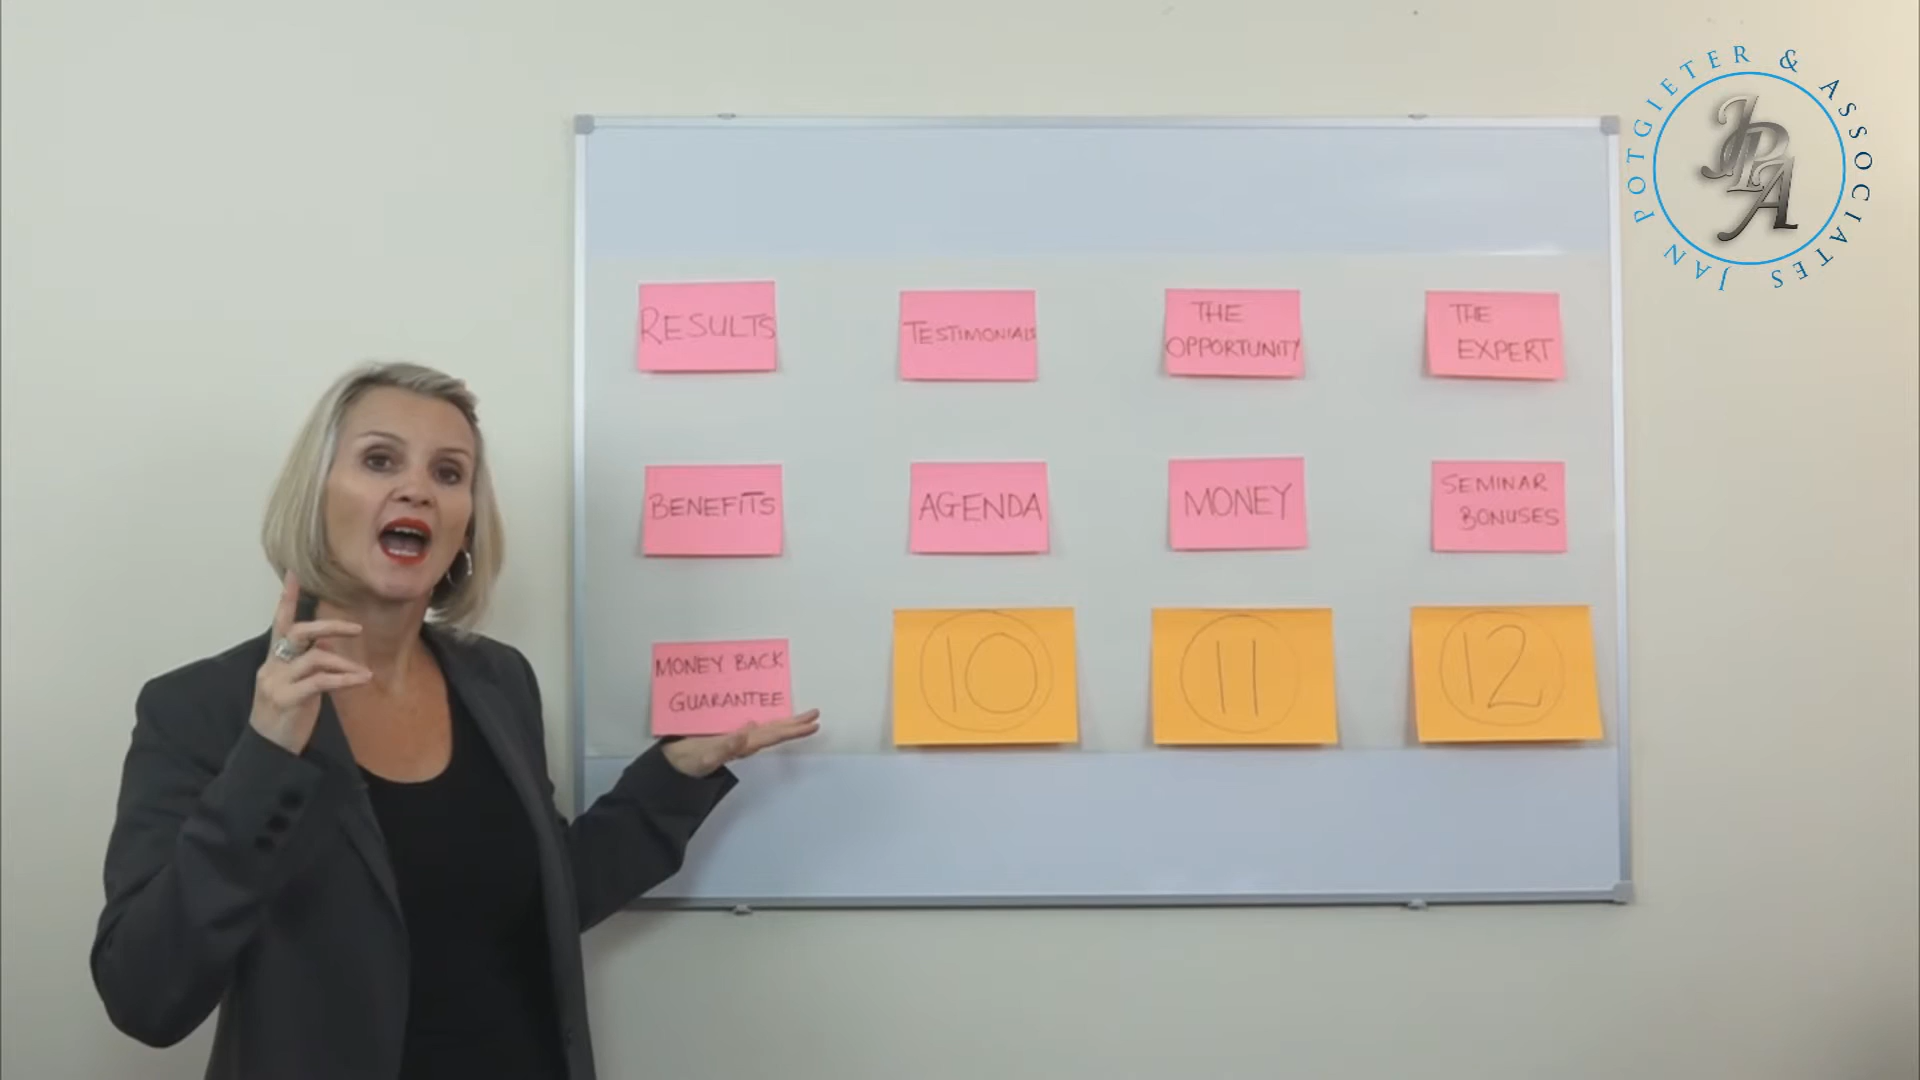 JAN POTGIETER & ASSOCIATES
JPA
RESULTS
TESTIMONIALS
THE
OPPORTUNITY
THE
EXPERT
BENEFITS
AGENDA
MONEY
SEMINAR
BONUSES
MONEY BACK
GUARANTEE
10
11
12